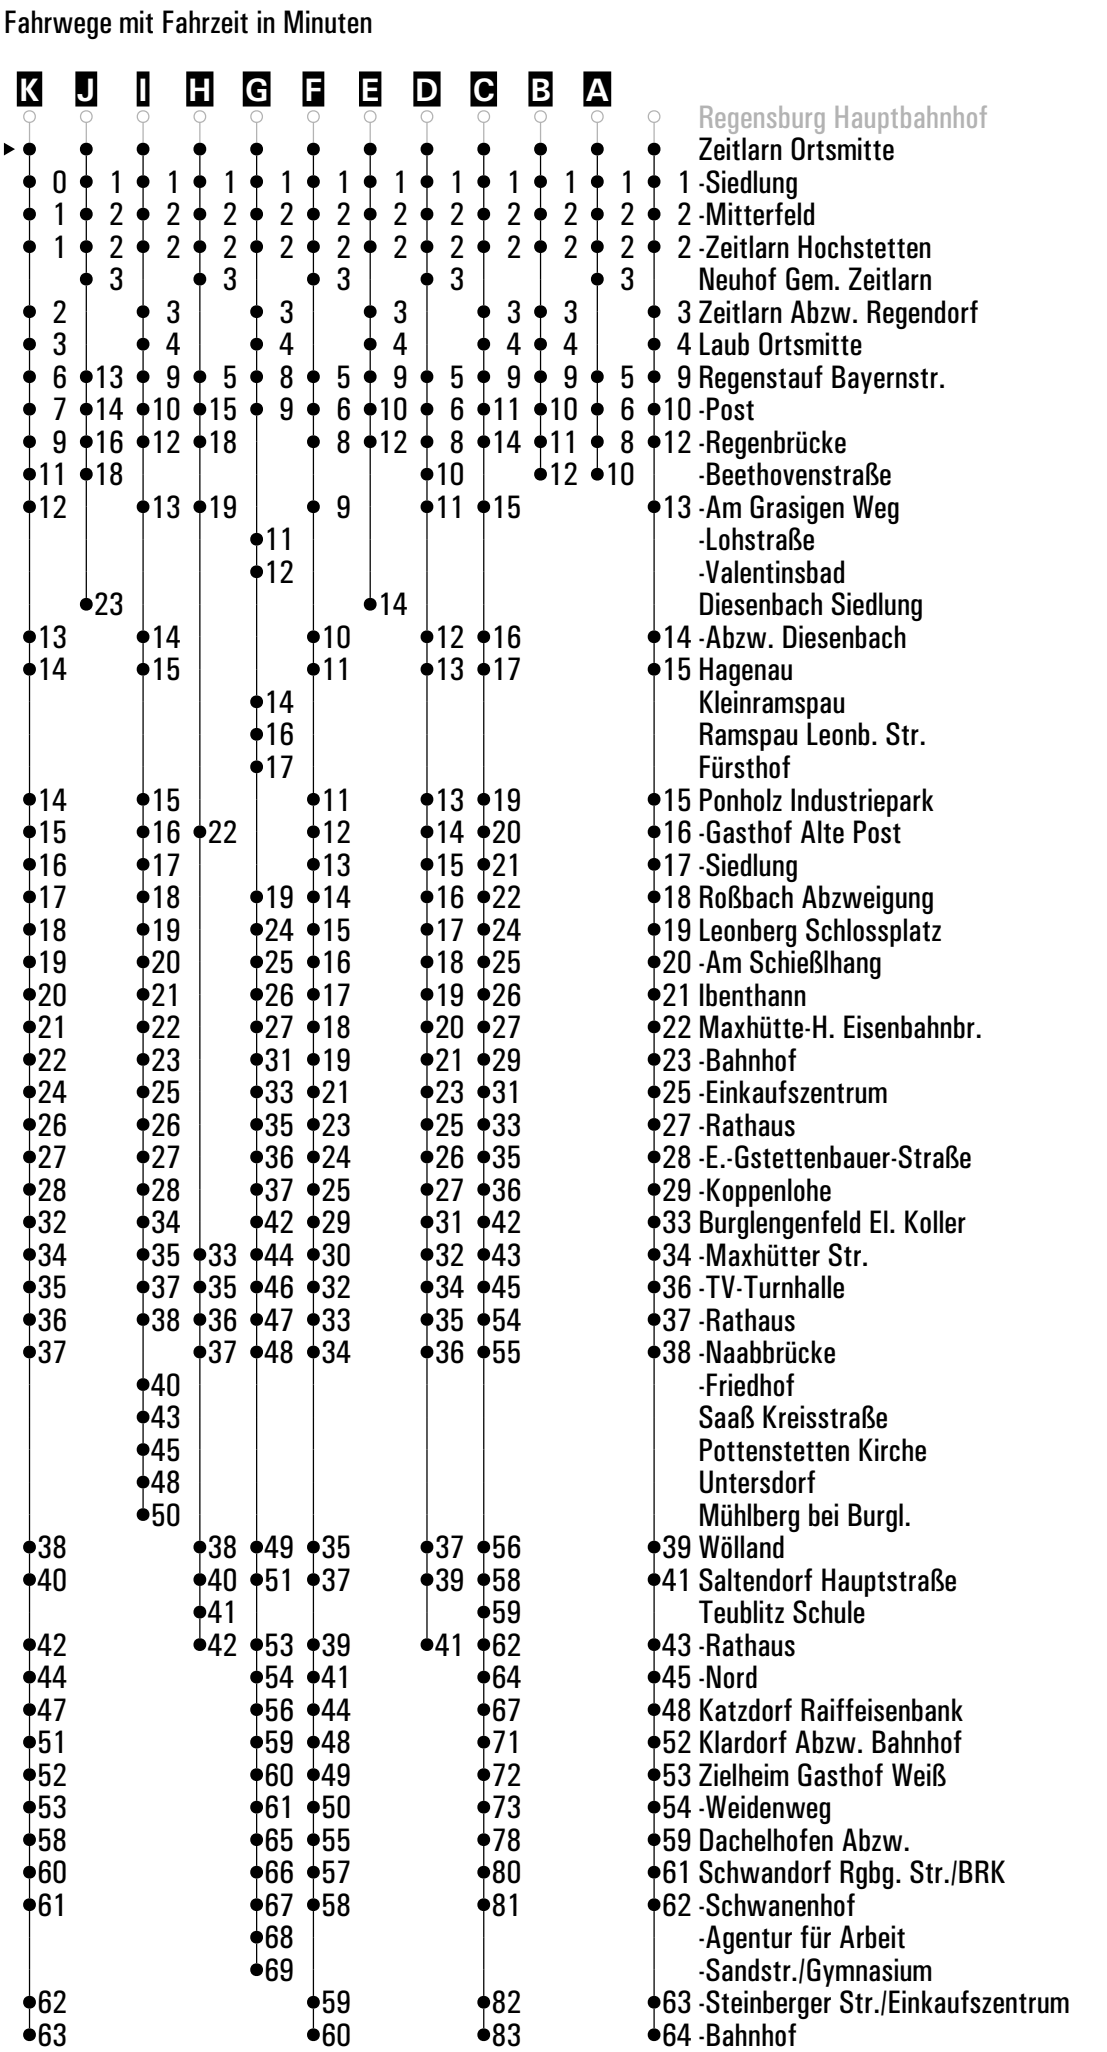 Fahrwege mit Fahrzeit in Minuten
K J I H G F E D C B A
Regensburg Hauptbahnhof
Zeitlarn Ortsmitte
0 1 1 1 1 1 1 1 1 1 1 1 -Siedlung
1 2 2 2 2 2 2 2 2 2 2 2 -Mitterfeld
1 2 2 2 2 2 2 2 2 2 2 2 -Zeitlarn Hochstetten
3 3 3 3 3 Neuhof Gem. Zeitlarn
2 3 3 3 3 3 3 Zeitlarn Abzw. Regendorf
3 4 4 4 4 4 4 Laub Ortsmitte
6 13 9 5 8 5 9 5 9 9 5 9 Regenstauf Bayernstr.
7 14 10 15 9 6 10 6 11 10 6 10 -Post
9 16 12 18 8 12 8 14 11 8 12 -Regenbrücke
11 18 10 12 10 -Beethovenstraße
12 13 19 9 11 15 13 -Am Grasigen Weg
11 -Lohstraße
12 -Valentinsbad
23 14 Diesenbach Siedlung
13 14 10 12 16 14 -Abzw. Diesenbach
14 15 11 13 17 15 Hagenau
14 Kleinramspau
16 Ramspau Leonb. Str.
17 Fürsthof
14 15 11 13 19 15 Ponholz Industriepark
15 16 22 12 14 20 16 -Gasthof Alte Post
16 17 13 15 21 17 -Siedlung
17 18 19 14 16 22 18 Roßbach Abzweigung
18 19 24 15 17 24 19 Leonberg Schlossplatz
19 20 25 16 18 25 20 -Am Schießlhang
20 21 26 17 19 26 21 Ibenthann
21 22 27 18 20 27 22 Maxhütte-H. Eisenbahnbr.
22 23 31 19 21 29 23 -Bahnhof
24 25 33 21 23 31 25 -Einkaufszentrum
26 26 35 23 25 33 27 -Rathaus
27 27 36 24 26 35 28 -E.-Gstettenbauer-Straße
28 28 37 25 27 36 29 -Koppenlohe
32 34 42 29 31 42 33 Burglengenfeld El. Koller
34 35 33 44 30 32 43 34 -Maxhütter Str.
35 37 35 46 32 34 45 36 -TV-Turnhalle
36 38 36 47 33 35 54 37 -Rathaus
37 37 48 34 36 55 38 -Naabbrücke
40 -Friedhof
43 Saaß Kreisstraße
45 Pottenstetten Kirche
48 Untersdorf
50 Mühlberg bei Burgl.
38 38 49 35 37 56 39 Wölland
40 40 51 37 39 58 41 Saltendorf Hauptstraße
41 59 Teublitz Schule
42 42 53 39 41 62 43 -Rathaus
44 54 41 64 45 -Nord
47 56 44 67 48 Katzdorf Raiffeisenbank
51 59 48 71 52 Klardorf Abzw. Bahnhof
52 60 49 72 53 Zielheim Gasthof Weiß
53 61 50 73 54 -Weidenweg
58 65 55 78 59 Dachelhofen Abzw.
60 66 57 80 61 Schwandorf Rgbg. Str./BRK
61 67 58 81 62 -Schwanenhof
68 -Agentur für Arbeit
69 -Sandstr./Gymnasium
62 59 82 63 -Steinberger Str./Einkaufszentrum
63 60 83 64 -Bahnhof